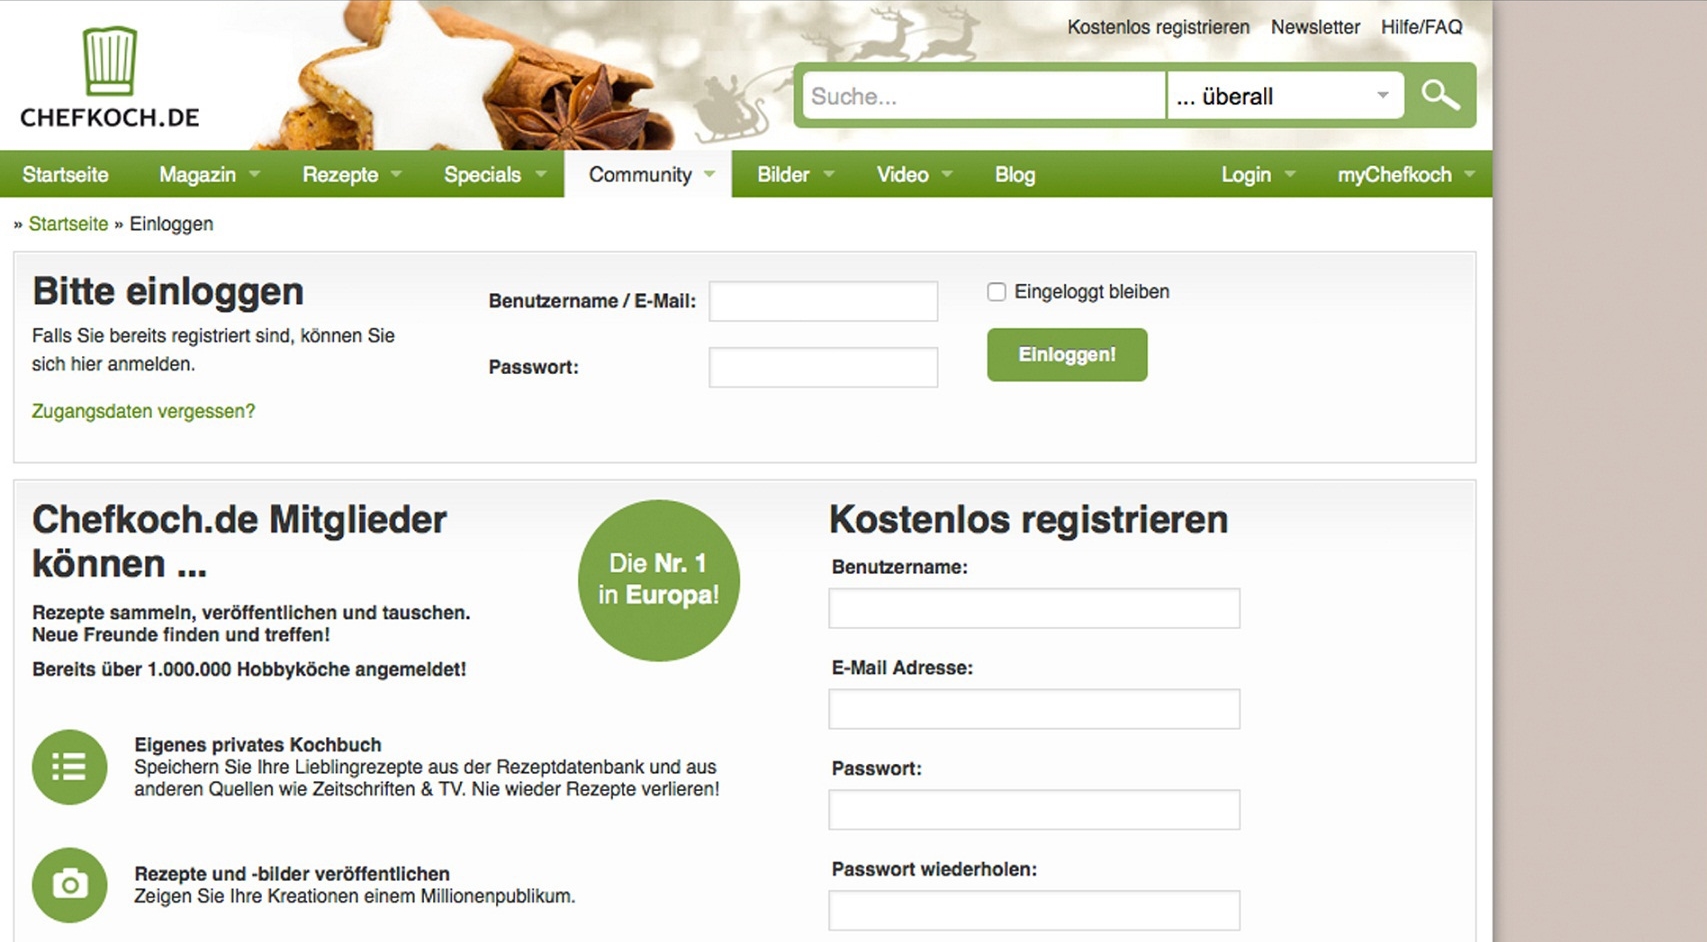 CHEFKOCH.DE
Kostenlos registrieren Newsletter Hilfe/FAQ
Suche... ... überall
Startseite Magazin Rezepte Specials Community Bilder Video Blog Login myChefkoch
» Startseite » Einloggen
Bitte einloggen
Falls Sie bereits registriert sind, können Sie
sich hier anmelden.
Zugangsdaten vergessen?
Benutzername / E-Mail:
Passwort:
Eingeloggt bleiben
Einloggen!
Chefkoch.de Mitglieder
können ...
Rezepte sammeln, veröffentlichen und tauschen.
Neue Freunde finden und treffen!
Bereits über 1.000.000 Hobbyköche angemeldet!
Die Nr. 1
in Europa!
Eigenes privates Kochbuch
Speichern Sie Ihre Lieblingrezepte aus der Rezeptdatenbank und aus
anderen Quellen wie Zeitschriften & TV. Nie wieder Rezepte verlieren!
Rezepte und -bilder veröffentlichen
Zeigen Sie Ihre Kreationen einem Millionenpublikum.
Kostenlos registrieren
Benutzername:
E-Mail Adresse:
Passwort:
Passwort wiederholen: